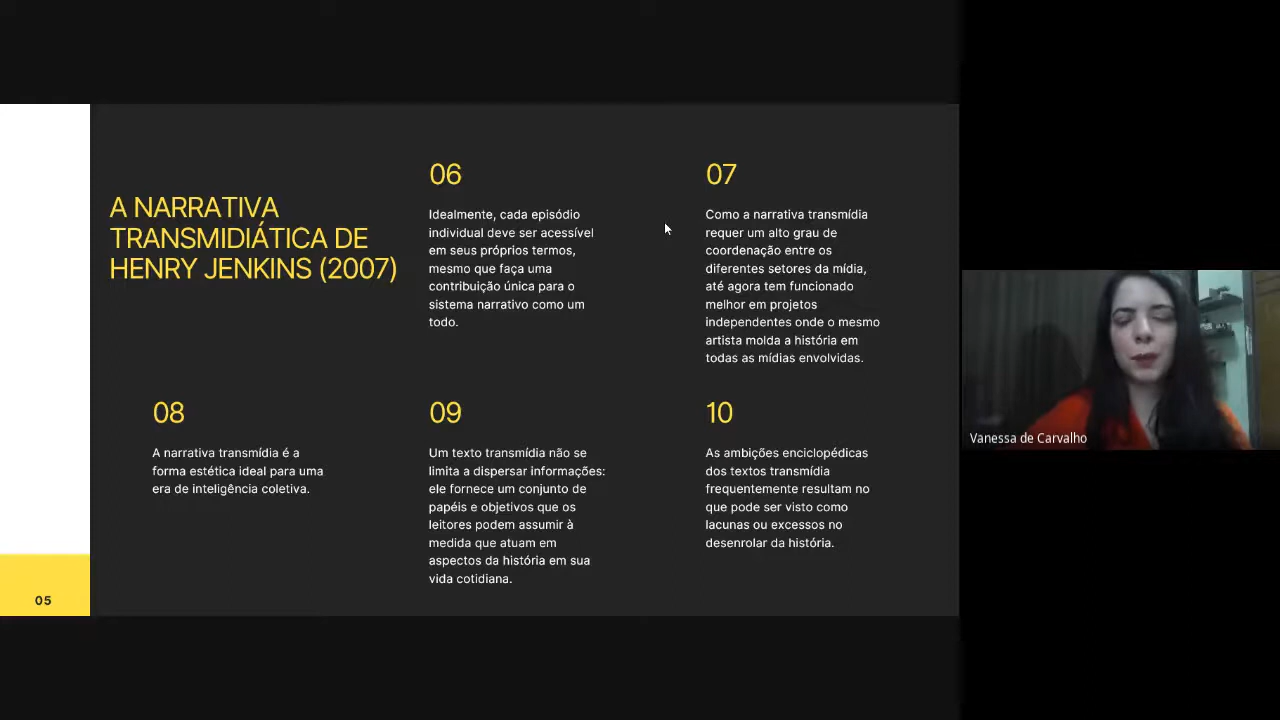 A NARRATIVA
TRANSMIDIÁTICA DE
HENRY JENKINS (2007)
06
Idealmente, cada episódio
individual deve ser acessível
em seus próprios termos,
mesmo que faça uma
contribuição única para o
sistema narrativo como um
todo.
07
Como a narrativa transmídia
requer um alto grau de
coordenação entre os
diferentes setores da mídia,
até agora tem funcionado
melhor em projetos
independentes onde o mesmo
artista molda a história em
todas as mídias envolvidas.
08
A narrativa transmídia é a
forma estética ideal para uma
era de inteligência coletiva.
09
Um texto transmídia não se
limita a dispersar informações:
ele fornece um conjunto de
papéis e objetivos que os
leitores podem assumir à
medida que atuam em
aspectos da história em sua
vida cotidiana.
10
As ambições enciclopédicas
dos textos transmídia
frequentemente resultam no
que pode ser visto como
lacunas ou excessos no
desenrolar da história.
05
Vanessa de Carvalho